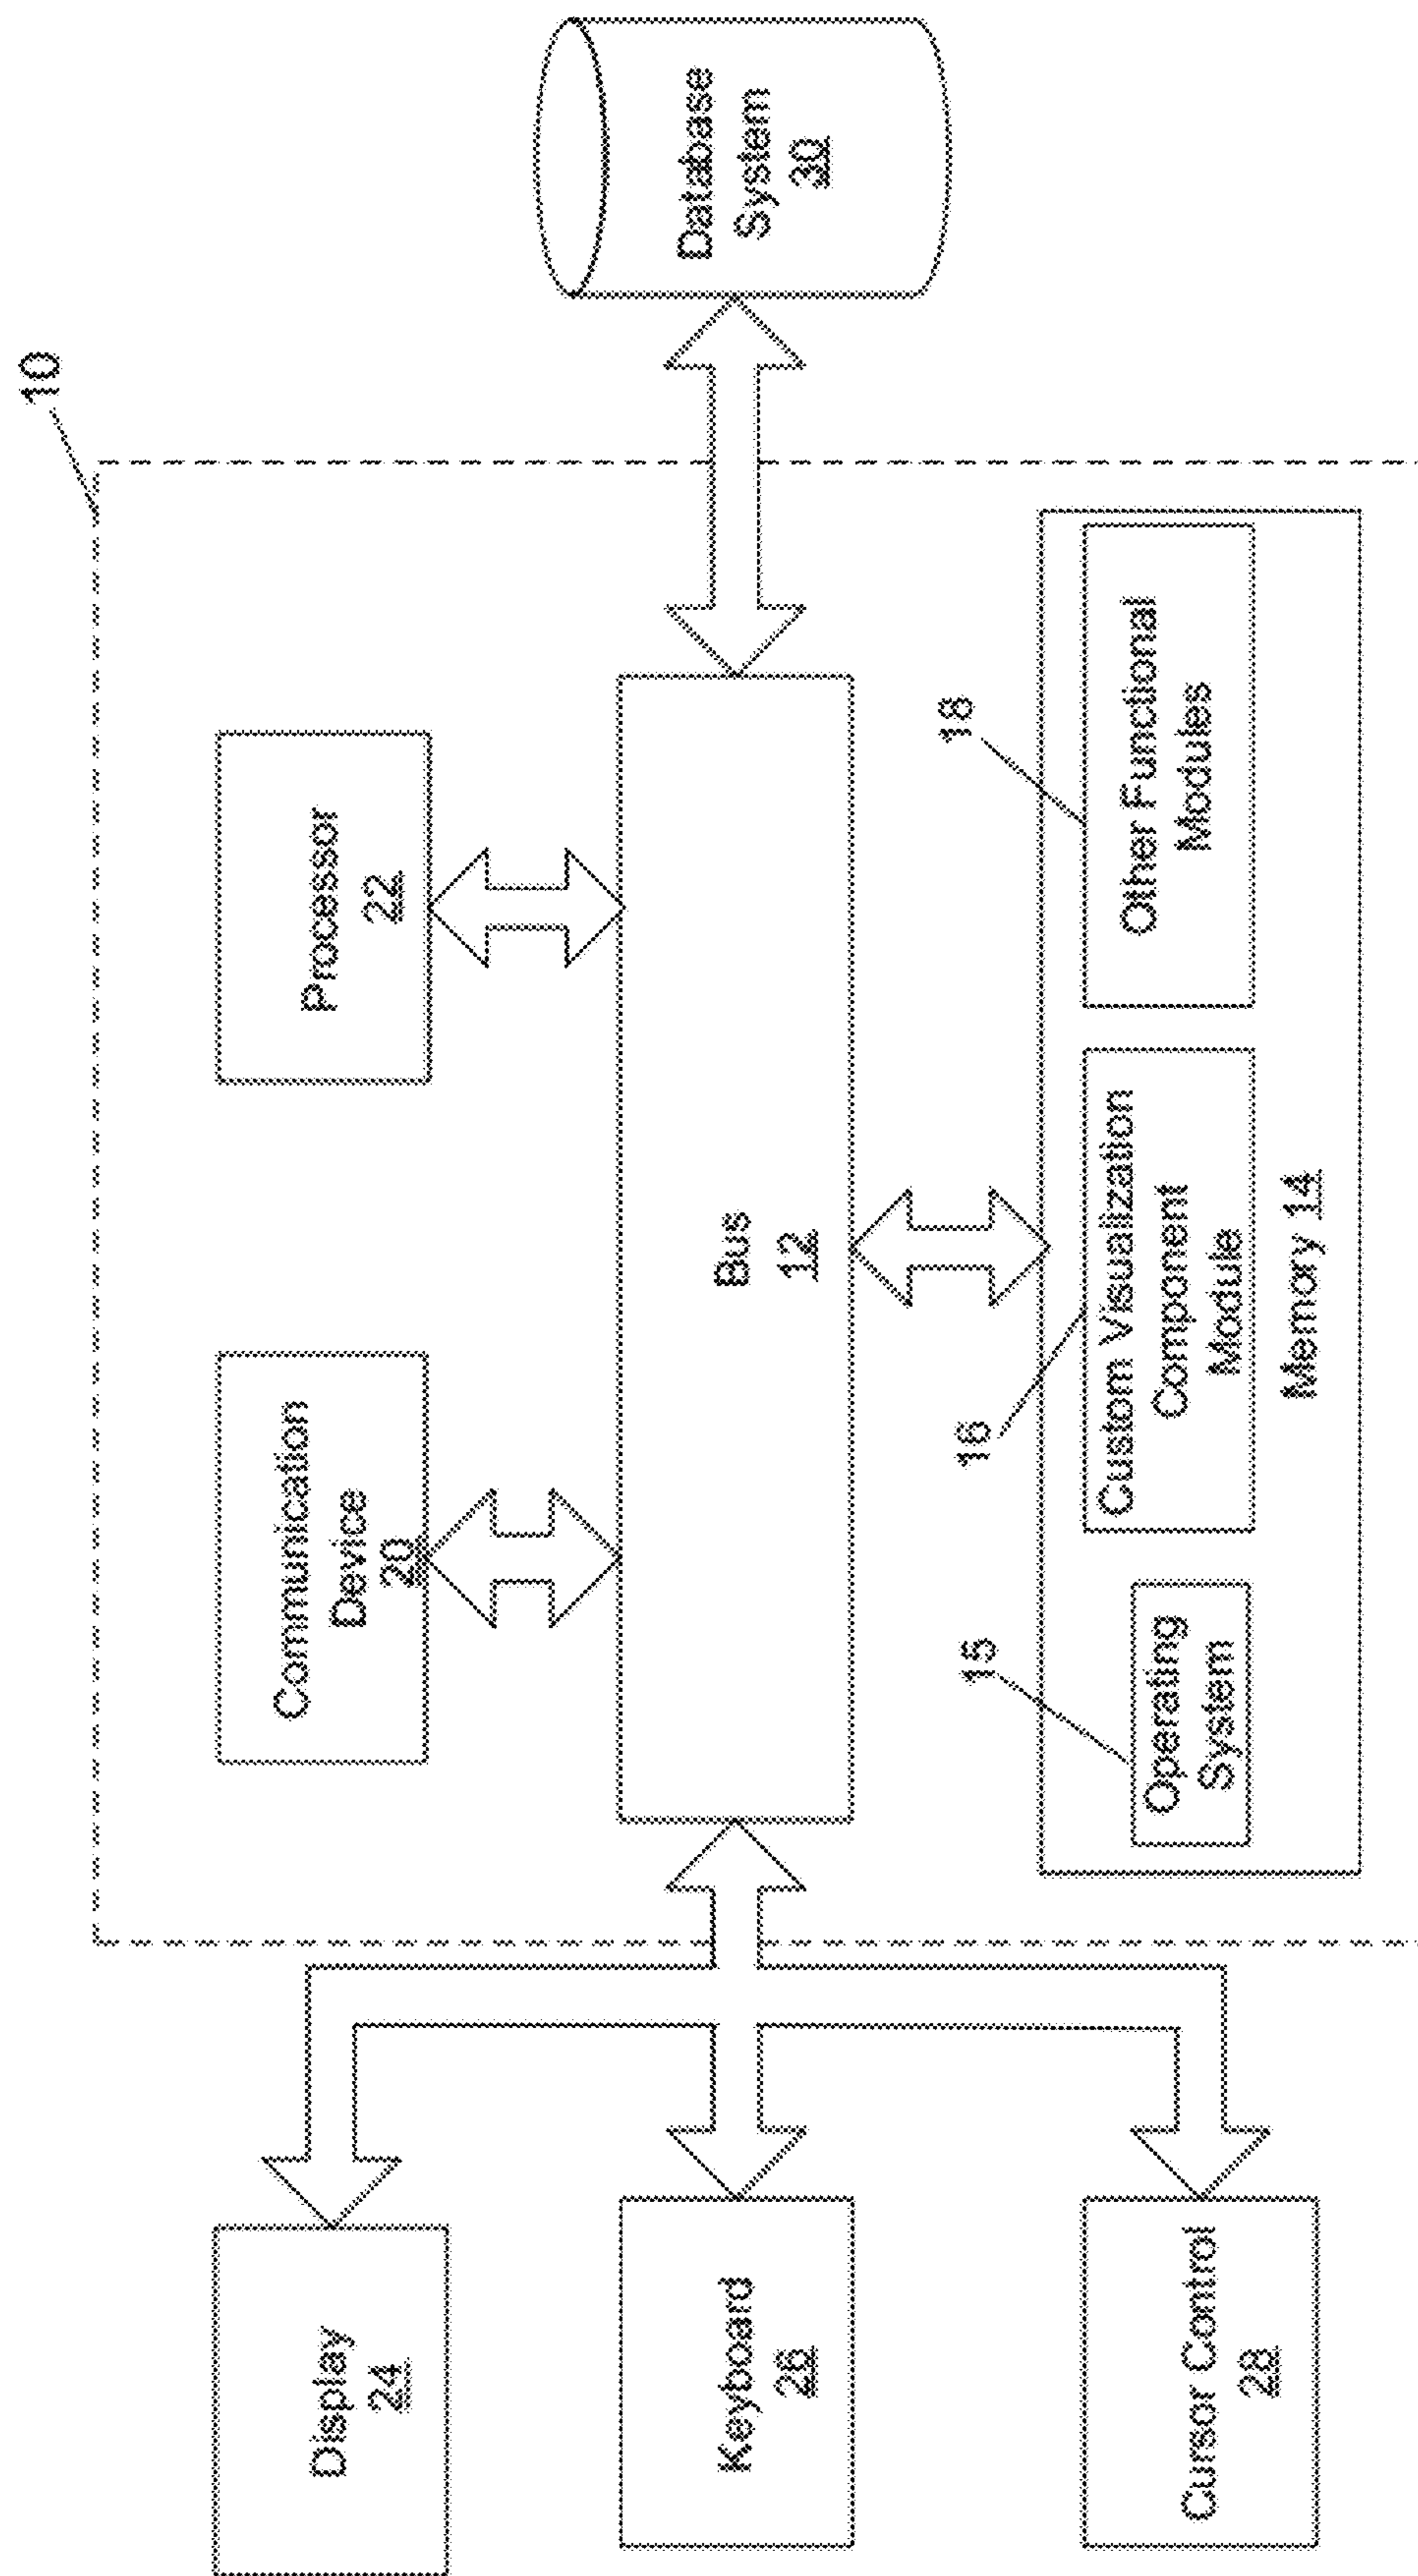 10
Display
24
Communication
Device
20
Processor
22
Keyboard
26
Bus
12
Database
System
30
Cursor Control
28
15
16
18
Operating
System
Custom Visualization
Component
Module
Other Functional
Modules
Memory 14